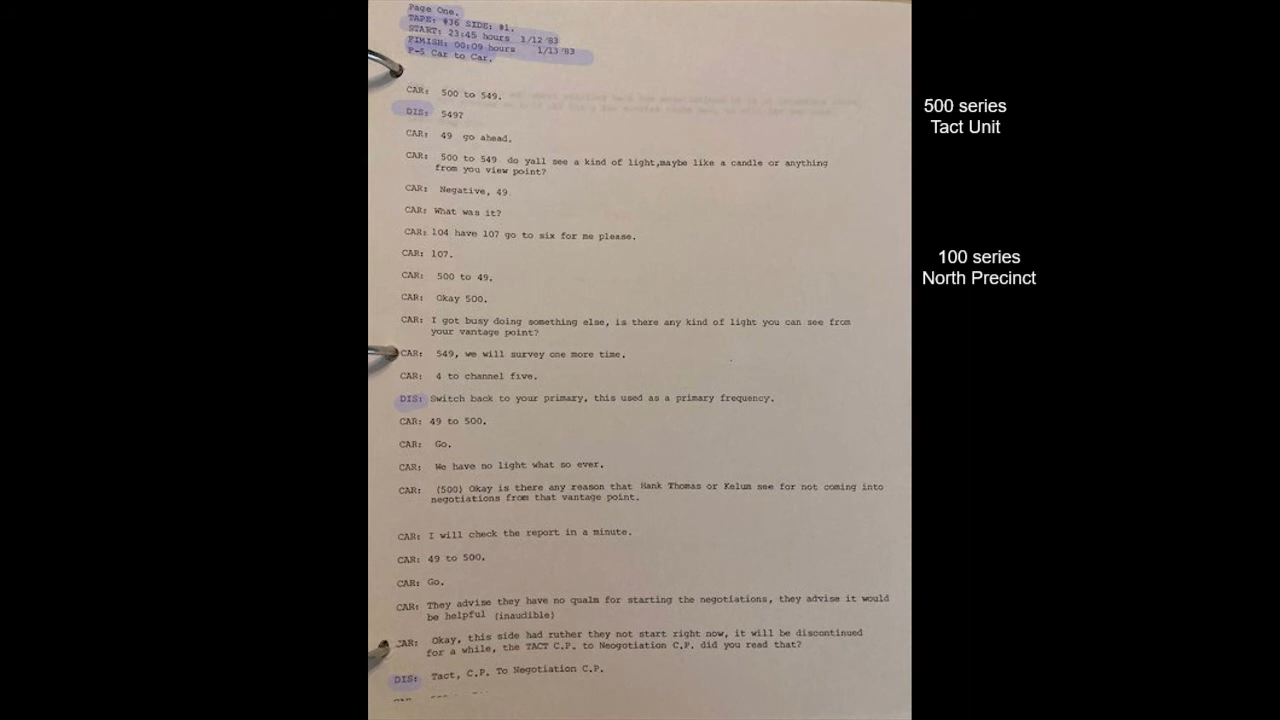 Page One.
TAPE: #36 SIDE: #1.
START: 23:45 hours 1/12 '83
FIMISH: 00:09 hours 1/13 '83
F-5 Car to Car.
CAR: 500 to 549.
DIS: 549?
CAR: 49 go ahead.
CAR: 500 to 549 do yall see a kind of light,maybe like a candle or anything
from you view point?
CAR: Negative, 49
CAR: What was it?
CAR: 104 have 107 go to six for me please.
CAR: 107.
CAR: 500 to 49.
CAR: Okay 500.
CAR: I got busy doing something else, is there any kind of light you can see from
your vantage point?
CAR: 549, we will survey one more time.
CAR: 4 to channel five.
DIS: Switch back to your primary, this used as a primary frequency.
CAR: 49 to 500.
CAR: Go.
CAR: We have no light what so ever.
CAR: (500) Okay is there any reason that Hank Thomas or Kelum see for not coming into
negotiations from that vantage point.
CAR: I will check the report in a minute.
CAR: 49 to 500.
CAR: Go.
CAR: They advise they have no qualm for starting the negotiations, they advise it would
be helpful (inaudible)
CAR: Okay, this side had ruther they not start right now, it will be discontinued
for a while, the TACT C.P. to Neogotiation C.P. did you read that?
DIS: Tact, C.P. To Negotiation C.P.
500 series
Tact Unit
100 series
North Precinct